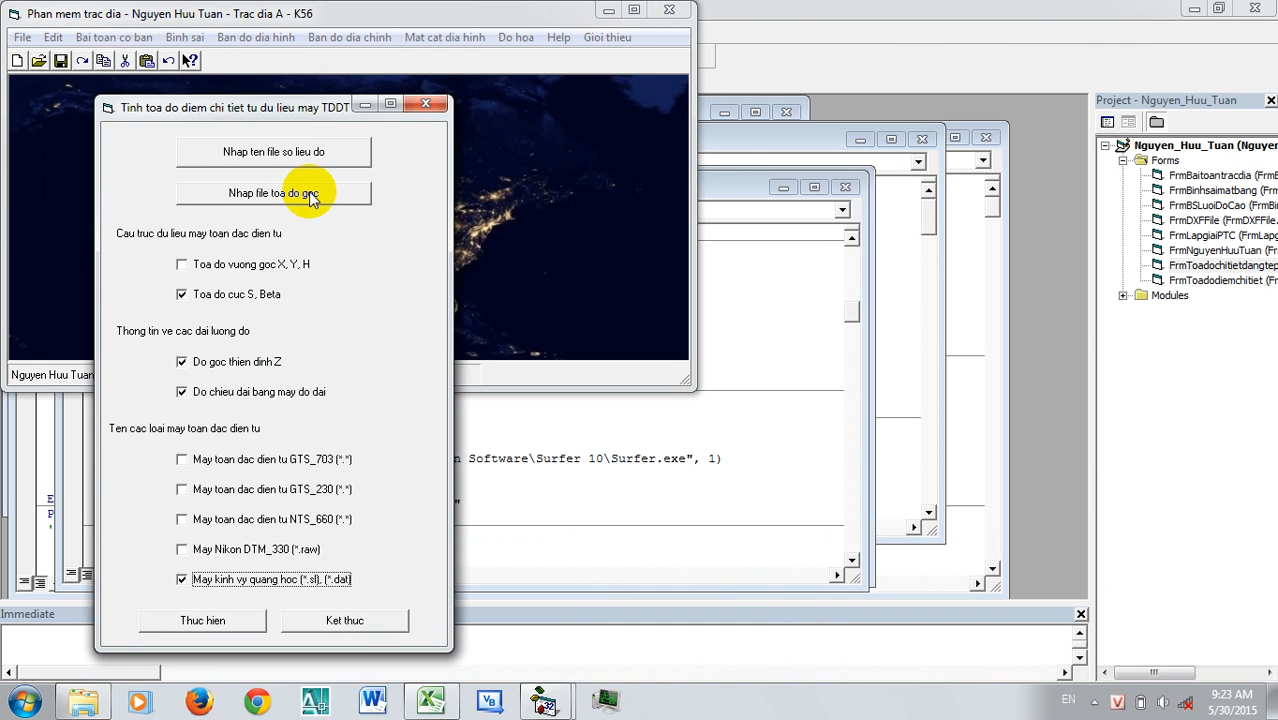 Phan mem trac dia - Nguyen Huu Tuan - Trac dia A - K56
File Edit Bai toan co ban Binh sai Ban do dia hinh Ban do dia chinh Mat cat dia hinh Do hoa Help Gioi thieu
Tinh toa do diem chi tiet tu du lieu may TDDT
Nhap ten file so lieu do
Nhap file toa do goc
Cau truc du lieu may toan dac dien tu
Toa do vuong goc X, Y, H
Toa do cuc S, Beta
Thong tin ve cac dai luong do
Do goc thien dinh Z
Do chieu dai bang may do dai
Ten cac loai may toan dac dien tu
May toan dac dien tu GTS_703 (*.*)
May toan dac dien tu GTS_230 (*.*)
May toan dac dien tu NTS_660 (*.*)
May Nikon DTM_330 (*.raw)
May kinh vy quang hoc (*.sl), (*.dat)
Thuc hien Ket thuc
Nguyen Huu Tuan
n Software\Surfer 10\Surfer.exe", 1)
"
E
P
'
Project - Nguyen_Huu_Tuan
Nguyen_Huu_Tuan (Nguyer
Forms
FrmBaitoantracdia (FrmB
FrmBinhsaimatbang (Frm
FrmBSLuoiDoCao (FrmBir
FrmDXFFile (FrmDXFFile
FrmLapgiaiPTC (FrmLapg
FrmNguyenHuuTuan (Frr
FrmToadochitietdangtep
FrmToadodiemchitiet (Fr
Modules
Immediate
EN
9:23 AM
5/30/2015